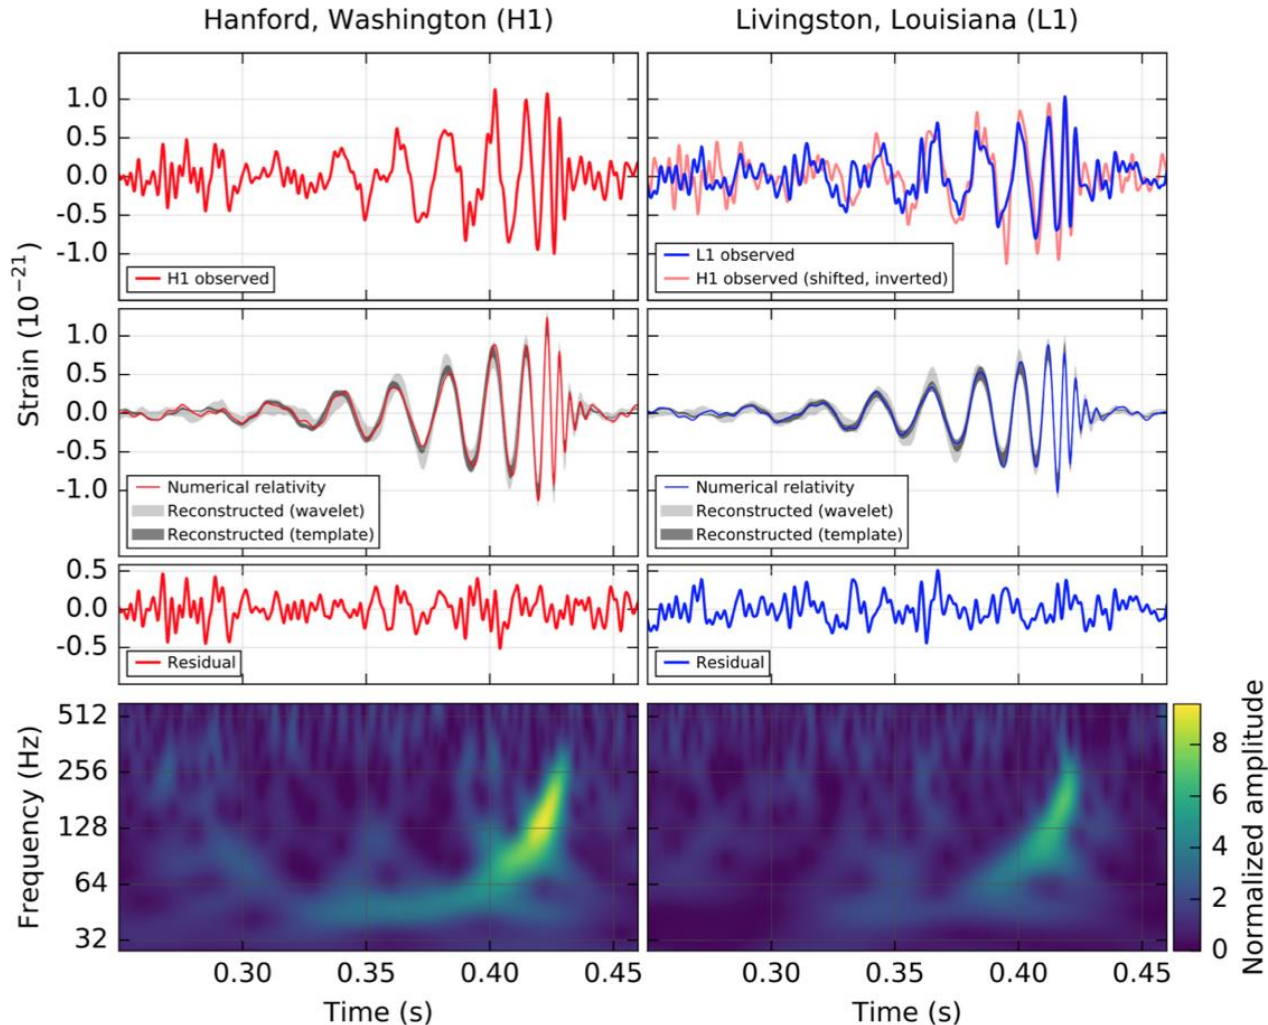 Hanford, Washington (H1)
Livingston, Louisiana (L1)
Strain (10⁻²¹)
1.0
0.5
0.0
-0.5
-1.0
H1 observed
L1 observed
H1 observed (shifted, inverted)
1.0
0.5
0.0
-0.5
-1.0
Numerical relativity
Reconstructed (wavelet)
Reconstructed (template)
Numerical relativity
Reconstructed (wavelet)
Reconstructed (template)
0.5
0.0
-0.5
Residual
Residual
Frequency (Hz)
512
256
128
64
32
Normalized amplitude
8
6
4
2
0
0.30 0.35 0.40 0.45
0.30 0.35 0.40 0.45
Time (s)
Time (s)